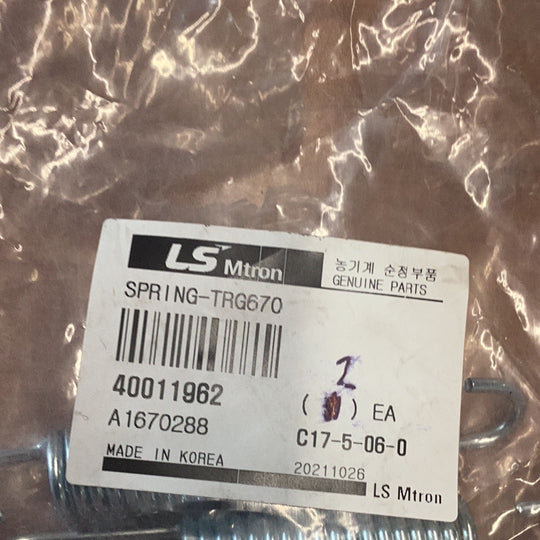 LS Mtron
농기계 순정부품
GENUINE PARTS
SPRING-TRG670
40011962
A1670288
2
( ) EA
C17-5-06-0
MADE IN KOREA
20211026
LS Mtron